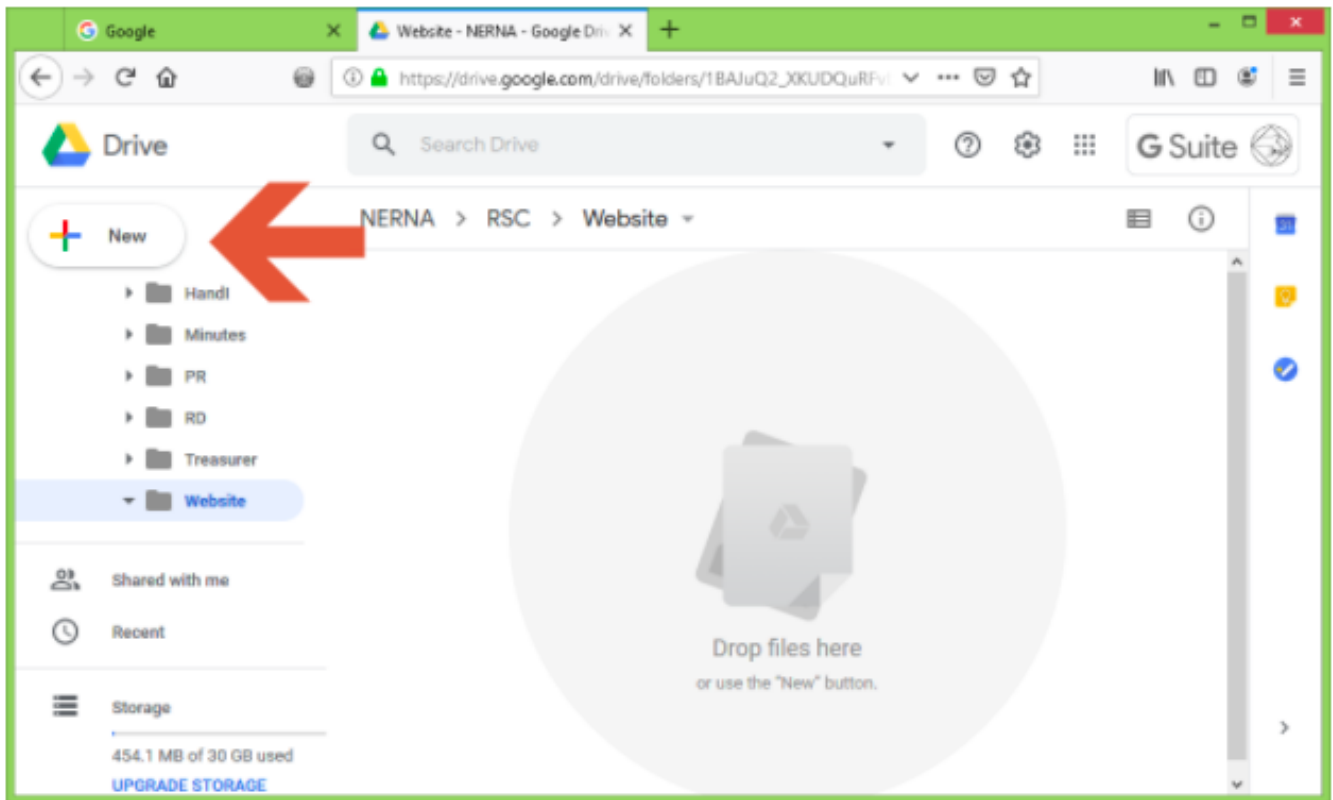 Google
Website - NERNA - Google Dri
https://drive.google.com/drive/folders/1BAJuQ2_XKUDQuRFv
Drive
Search Drive
G Suite
New
NERNA > RSC > Website
HandI
Minutes
PR
RD
Treasurer
Website
Shared with me
Recent
Storage
454.1 MB of 30 GB used
UPGRADE STORAGE
Drop files here
or use the "New" button.
31